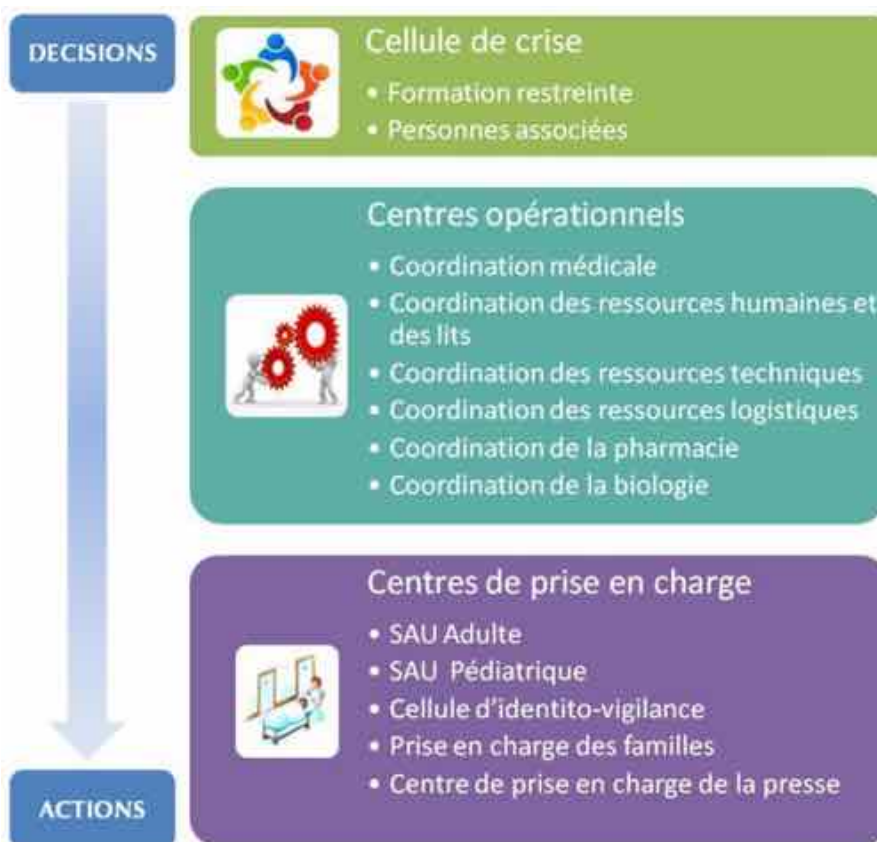 DECISIONS
Cellule de crise
• Formation restreinte
• Personnes associées
Centres opérationnels
• Coordination médicale
• Coordination des ressources humaines et
des lits
• Coordination des ressources techniques
• Coordination des ressources logistiques
• Coordination de la pharmacie
• Coordination de la biologie
Centres de prise en charge
• SAU Adulte
• SAU Pédiatrique
• Cellule d'identito-vigilance
• Prise en charge des familles
• Centre de prise en charge de la presse
ACTIONS